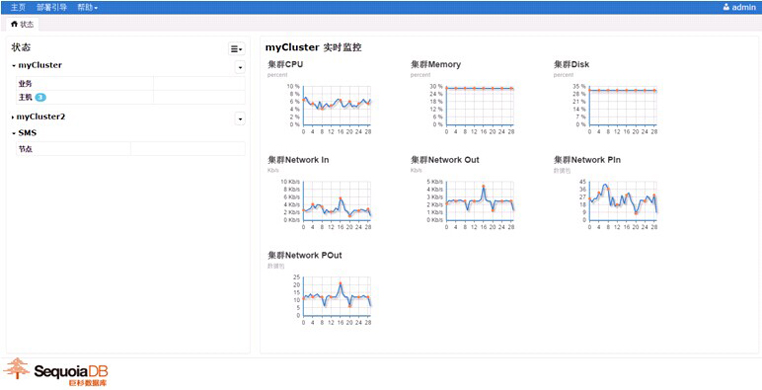 主页 部署引导 帮助 admin
状态
状态
myCluster
业务
主机 3
myCluster2
SMS
节点
myCluster 实时监控
集群CPU
percent
10 %
8 %
6 %
4 %
2 %
0 %
0 4 8 12 16 20 24 28
集群Memory
percent
30 %
24 %
18 %
12 %
6 %
0 %
0 4 8 12 16 20 24 28
集群Disk
percent
35 %
28 %
21 %
14 %
7 %
0 %
0 4 8 12 16 20 24 28
集群Network In
Kb/s
10 Kb/s
8 Kb/s
6 Kb/s
4 Kb/s
2 Kb/s
0 Kb/s
0 4 8 12 16 20 24 28
集群Network Out
Kb/s
5 Kb/s
4 Kb/s
3 Kb/s
2 Kb/s
1 Kb/s
0 Kb/s
0 4 8 12 16 20 24 28
集群Network PIn
数据包
45
36
27
18
9
0
0 4 8 12 16 20 24 28
集群Network POut
数据包
25
20
15
10
5
0
0 4 8 12 16 20 24 28
SequoiaDB
巨杉数据库